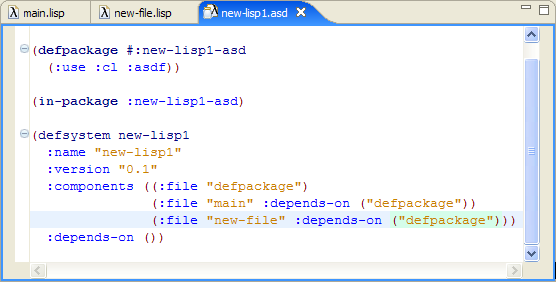 main.lisp new-file.lisp new-lisp1.asd
(defpackage #:new-lisp1-asd
(:use :cl :asdf))
(in-package :new-lisp1-asd)
(defsystem new-lisp1
:name "new-lisp1"
:version "0.1"
:components ((:file "defpackage")
(:file "main" :depends-on ("defpackage"))
(:file "new-file" :depends-on ("defpackage")))
:depends-on ())